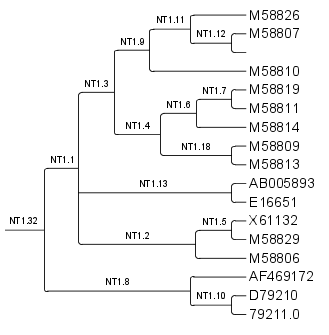 M58826
NT1.11
M58807
NT1.12
NT1.9
M58810
NT1.3
M58819
NT1.7
M58811
NT1.6
M58814
NT1.4
M58809
NT1.18
M58813
NT1.1
AB005893
NT1.13
E16651
X61132
NT1.5
NT1.32
M58829
NT1.2
M58806
AF469172
NT1.8
D79210
NT1.10
79211.0